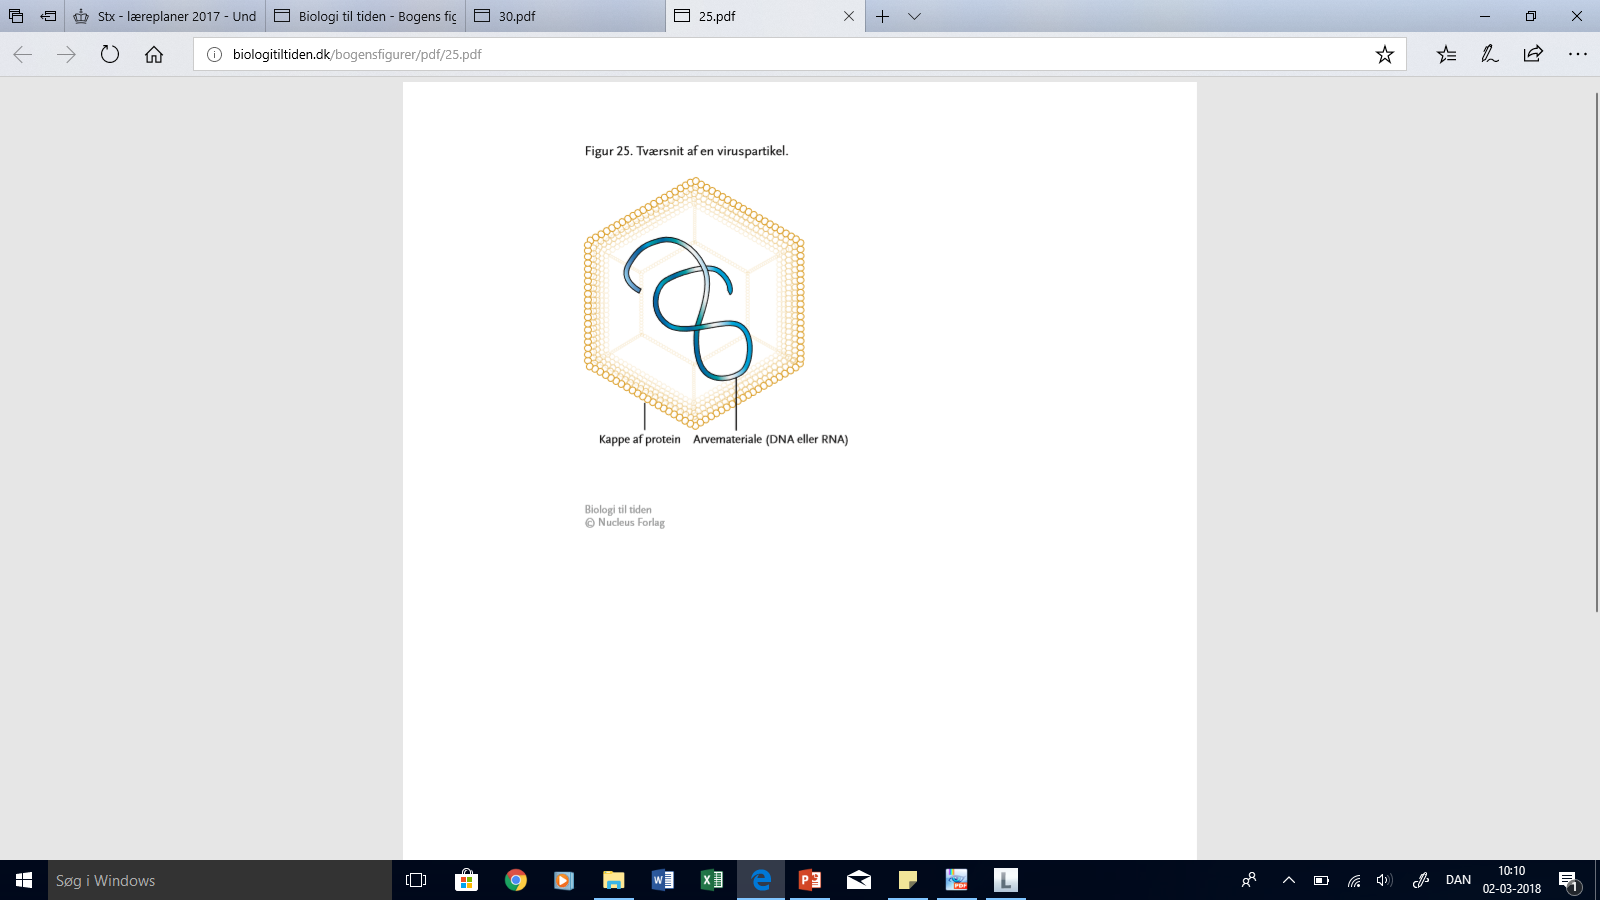 Stx - læreplaner 2017 - Und
Biologi til tiden - Bogens fig
30.pdf
25.pdf
biologitiltiden.dk/bogensfigurer/pdf/25.pdf
Figur 25. Tværsnit af en viruspartikel.
Kappe af protein
Arvemateriale (DNA eller RNA)
Biologi til tiden
© Nucleus Forlag
Søg i Windows
DAN
10:10
02-03-2018
1